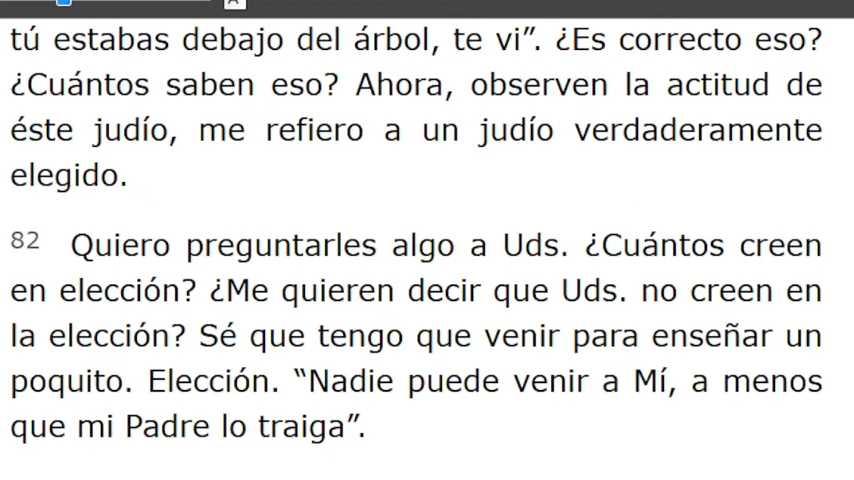 tú estabas debajo del árbol, te vi”. ¿Es correcto eso?
¿Cuántos saben eso? Ahora, observen la actitud de
éste judío, me refiero a un judío verdaderamente
elegido.
82 Quiero preguntarles algo a Uds. ¿Cuántos creen
en elección? ¿Me quieren decir que Uds. no creen en
la elección? Sé que tengo que venir para enseñar un
poquito. Elección. “Nadie puede venir a Mí, a menos
que mi Padre lo traiga”.